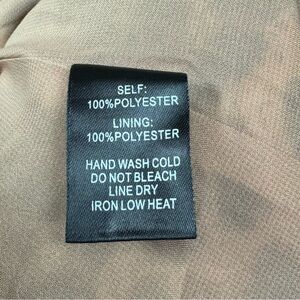 SELF:
100%POLYESTER
LINING:
100%POLYESTER
HAND WASH COLD
DO NOT BLEACH
LINE DRY
IRON LOW HEAT